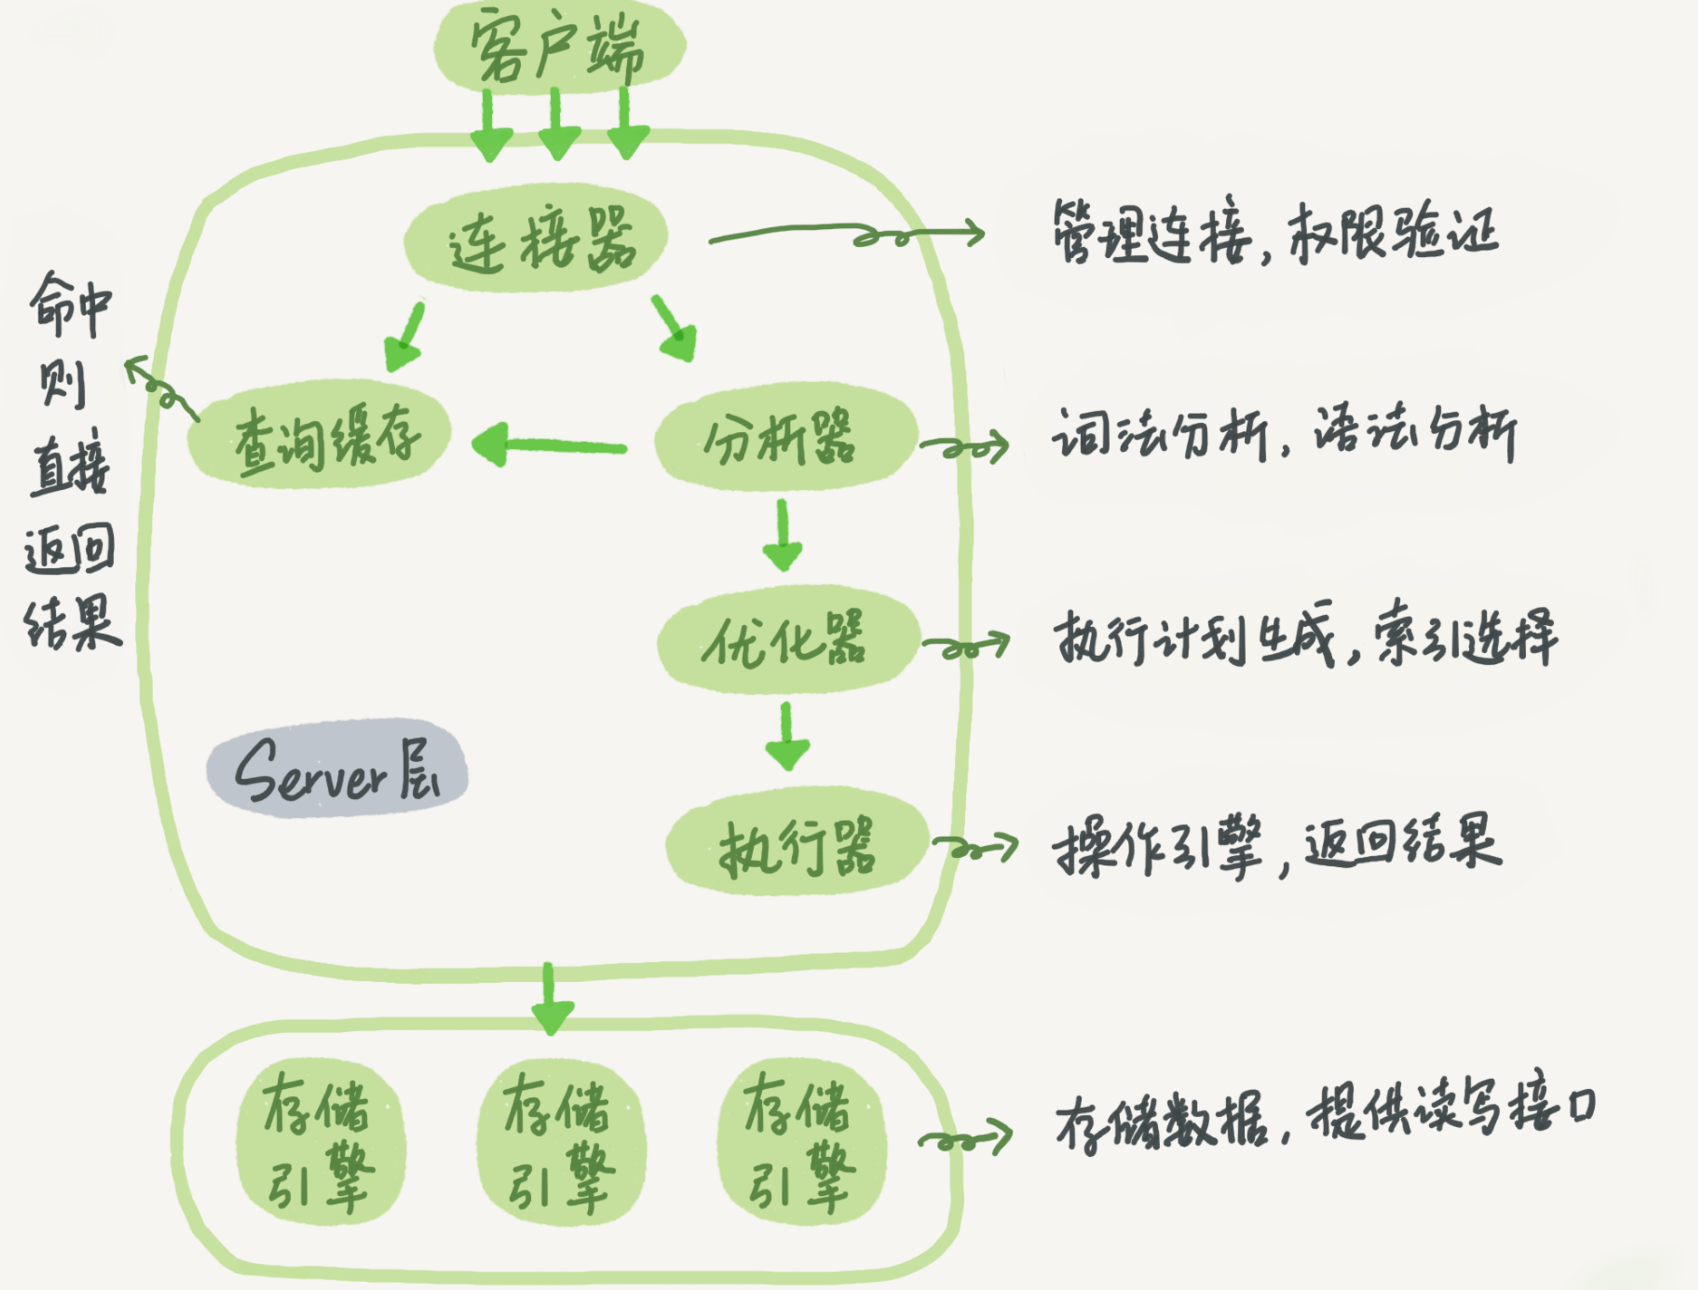 客户端
连接器
管理连接，权限验证
命中
则
直接
返回
结果
查询缓存
分析器
词法分析，语法分析
优化器
执行计划生成，索引选择
Server层
执行器
操作引擎，返回结果
存储
引擎
存储
引擎
存储
引擎
存储数据，提供读写接口